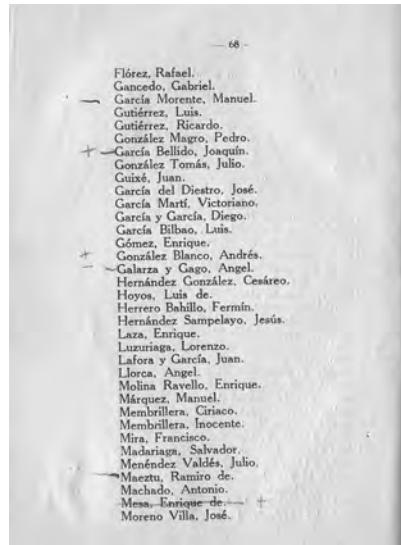 — 68 —
Flórez, Rafael.
Gancedo, Gabriel.
— García Morente, Manuel.
Gutiérrez, Luis.
Gutiérrez, Ricardo.
González Magro, Pedro.
+ — García Bellido, Joaquín.
González Tomás, Julio.
Guixé, Juan.
García del Diestro, José.
García Martí, Victoriano.
García y García, Diego.
García Bilbao, Luis.
Gómez, Enrique.
+ González Blanco, Andrés.
— — Galarza y Gago, Angel.
Hernández González, Cesáreo.
Hoyos, Luis de.
Herrero Bahillo, Fermín.
Hernández Sampelayo, Jesús.
Laza, Enrique.
Luzuriaga, Lorenzo.
Lafora y García, Juan.
Llorca, Angel.
Molina Ravello, Enrique.
Márquez, Manuel.
Membrillera, Ciriaco.
Membrillera, Inocente.
Mira, Francisco.
Madariaga, Salvador.
Menéndez Valdés, Julio.
— Maeztu, Ramiro de.
Machado, Antonio.
Mesa, Enrique de. — +
Moreno Villa, José.